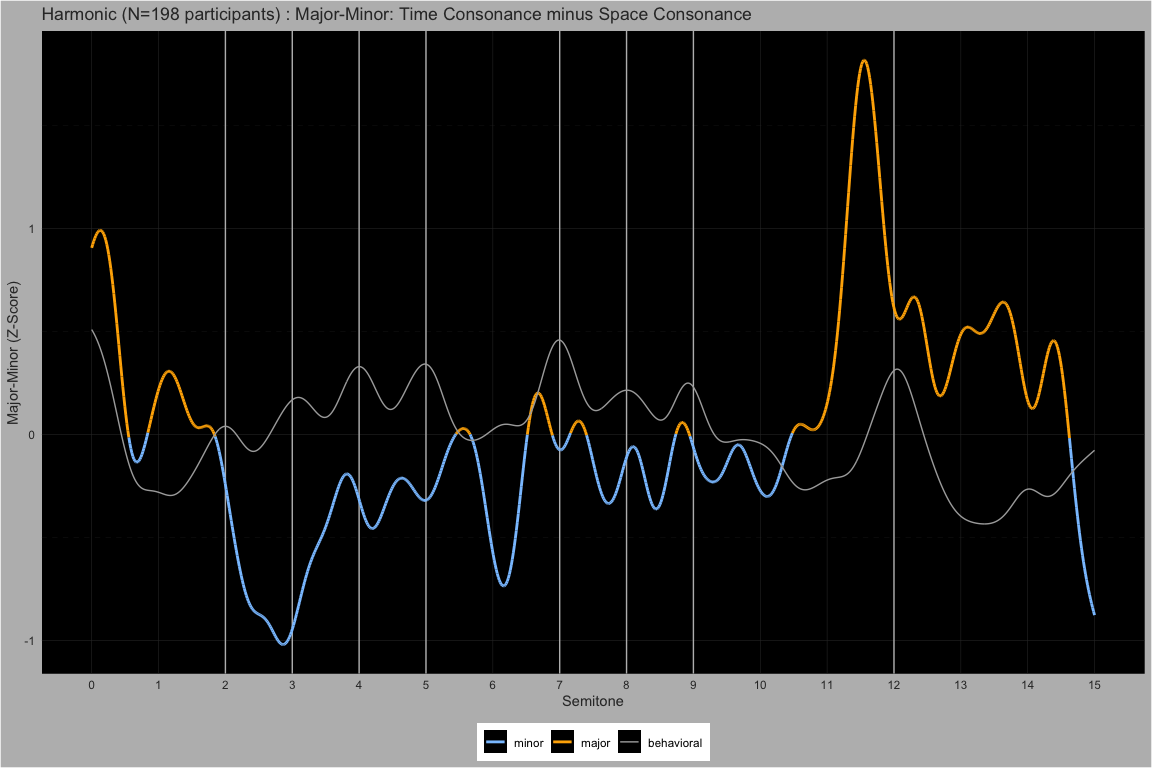 Harmonic (N=198 participants) : Major-Minor: Time Consonance minus Space Consonance
Major-Minor (Z-Score)
1
0
-1
0 1 2 3 4 5 6 7 8 9 10 11 12 13 14 15
Semitone
minor major behavioral